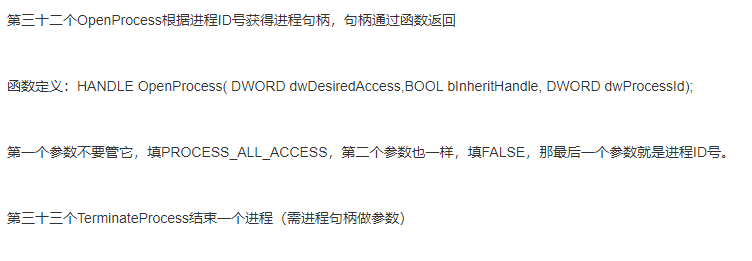 第三十二个OpenProcess根据进程ID号获得进程句柄，句柄通过函数返回
函数定义：HANDLE OpenProcess( DWORD dwDesiredAccess,BOOL bInheritHandle, DWORD dwProcessId);
第一个参数不要管它，填PROCESS_ALL_ACCESS，第二个参数也一样，填FALSE，那最后一个参数就是进程ID号。
第三十三个TerminateProcess结束一个进程（需进程句柄做参数）